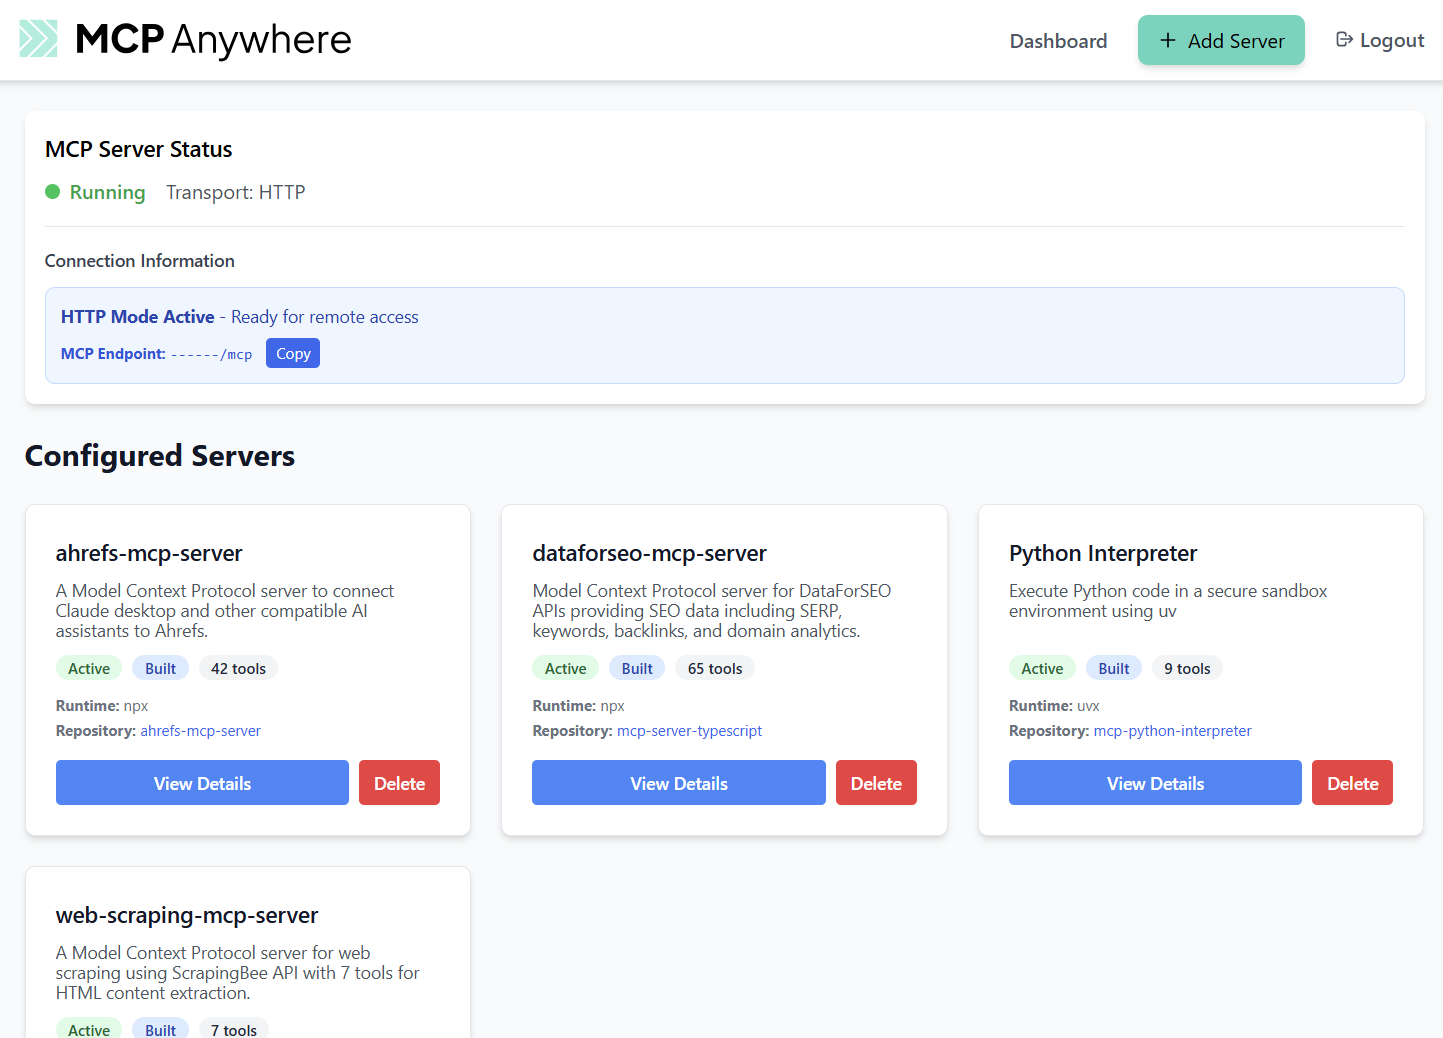 MCP Anywhere
Dashboard
+ Add Server
Logout
MCP Server Status
Running Transport: HTTP
Connection Information
HTTP Mode Active - Ready for remote access
MCP Endpoint: ------/mcp Copy
Configured Servers
ahrefs-mcp-server
A Model Context Protocol server to connect
Claude desktop and other compatible AI
assistants to Ahrefs.
Active Built 42 tools
Runtime: npx
Repository: ahrefs-mcp-server
View Details Delete
dataforseo-mcp-server
Model Context Protocol server for DataForSEO
APIs providing SEO data including SERP,
keywords, backlinks, and domain analytics.
Active Built 65 tools
Runtime: npx
Repository: mcp-server-typescript
View Details Delete
Python Interpreter
Execute Python code in a secure sandbox
environment using uv
Active Built 9 tools
Runtime: uvx
Repository: mcp-python-interpreter
View Details Delete
web-scraping-mcp-server
A Model Context Protocol server for web
scraping using ScrapingBee API with 7 tools for
HTML content extraction.
Active Built 7 tools